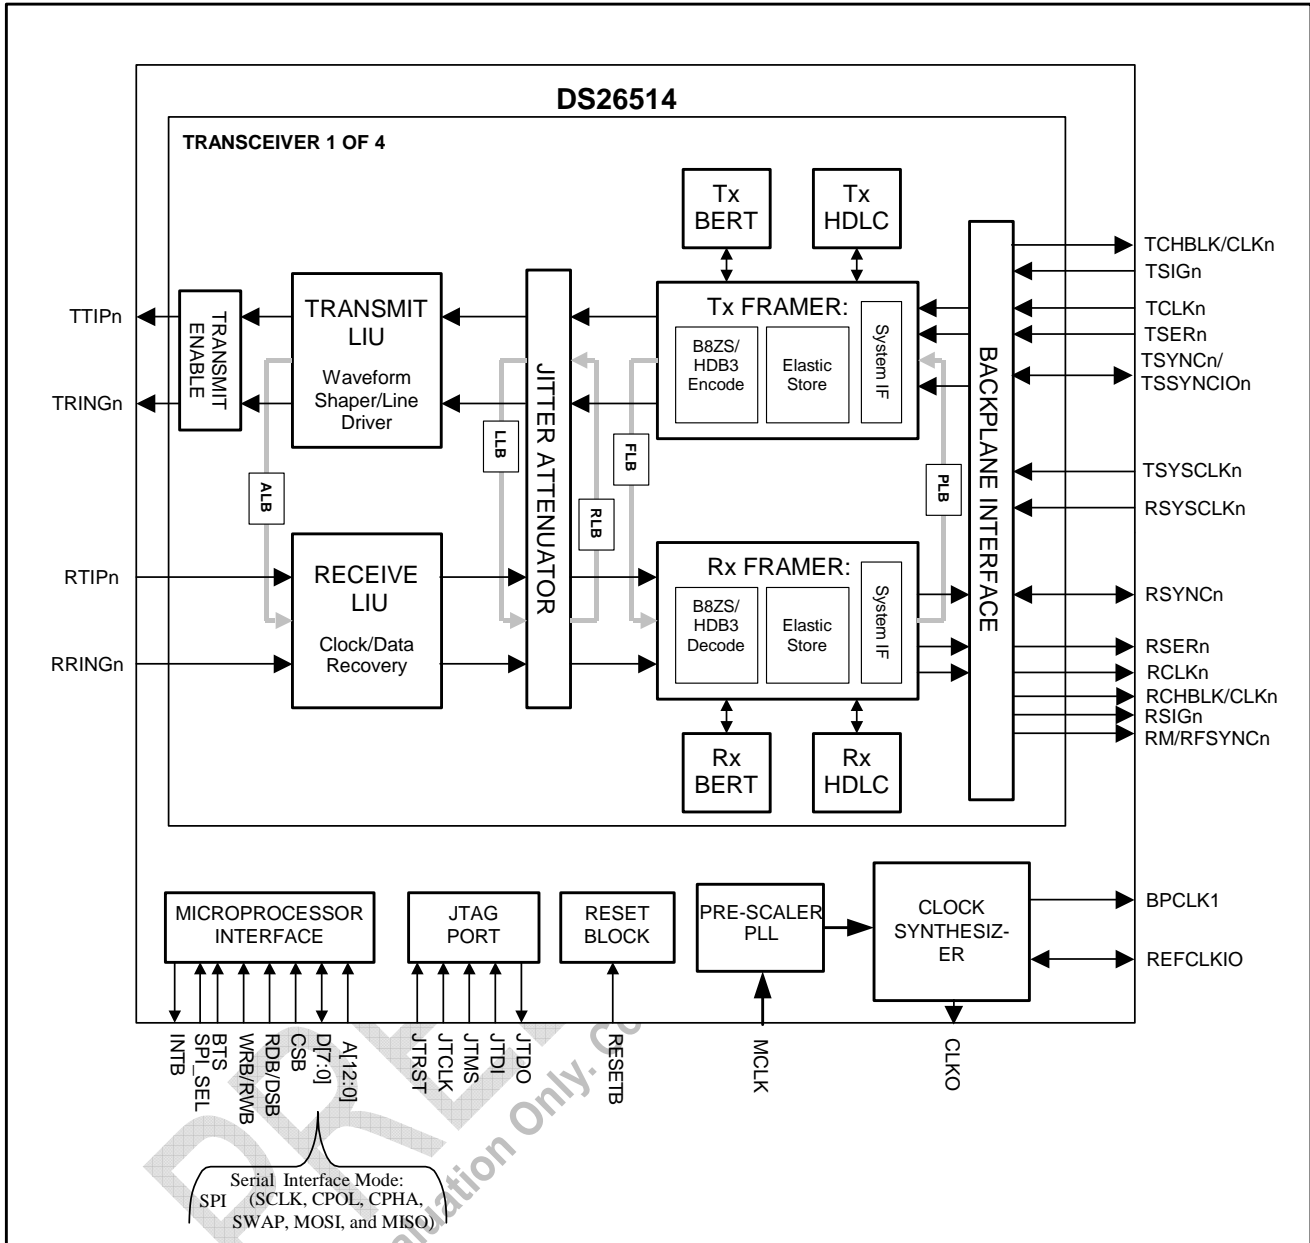 DS26514
TRANSCEIVER 1 OF 4
Tx
BERT
Tx
HDLC
TRANSMIT
ENABLE
TRANSMIT
LIU
Waveform
Shaper/Line
Driver
JITTER ATTENUATOR
Tx FRAMER:
B8ZS/
HDB3
Encode
Elastic
Store
System IF
BACKPLANE INTERFACE
TTIPn
TRINGn
RTIPn
RRINGn
ALB
LLB
RLB
FLB
PLB
RECEIVE
LIU
Clock/Data
Recovery
Rx FRAMER:
B8ZS/
HDB3
Decode
Elastic
Store
System IF
Rx
BERT
Rx
HDLC
TCHBLK/CLKn
TSIGn
TCLKn
TSERn
TSYNCn/
TSSYNCIOn
TSYSCLKn
RSYSCLKn
RSYNCn
RSERn
RCLKn
RCHBLK/CLKn
RSIGn
RM/RFSYNCn
MICROPROCESSOR
INTERFACE
JTAG
PORT
RESET
BLOCK
PRE-SCALER
PLL
CLOCK
SYNTHESIZ-
ER
BPCLK1
REFCLKIO
INTB
SPI_SEL
BTS
WRB/RWB
RDB/DSB
CSB
D[7:0]
A[12:0]
JTRST
JTCLK
JTMS
JTDI
JTDO
RESETB
MCLK
CLKO
Serial Interface Mode:
SPI (SCLK, CPOL, CPHA,
SWAP, MOSI, and MISO)
Only.